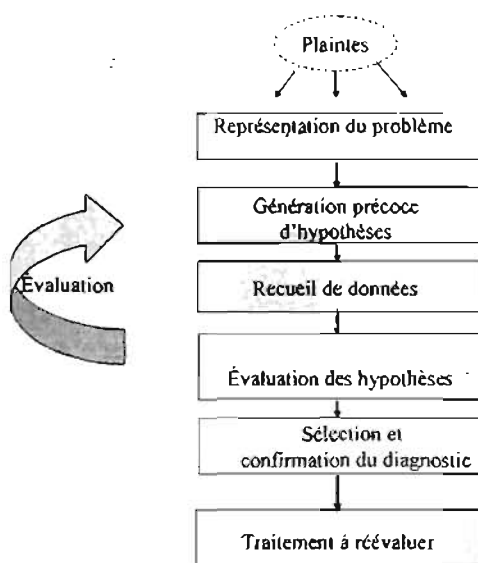 Plaintes
Représentation du problème
Génération précoce
d'hypothèses
Évaluation
Recueil de données
Évaluation des hypothèses
Sélection et
confirmation du diagnostic
Traitement à réévaluer